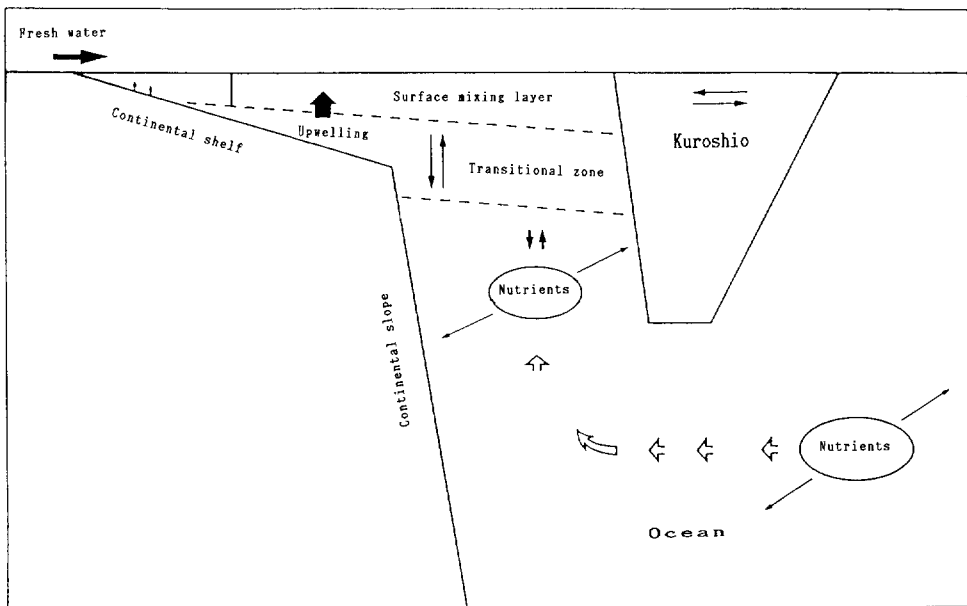 Fresh water
Surface mixing layer
Continental shelf
Upwelling
Kuroshio
Transitional zone
Nutrients
Continental slope
Nutrients
Ocean